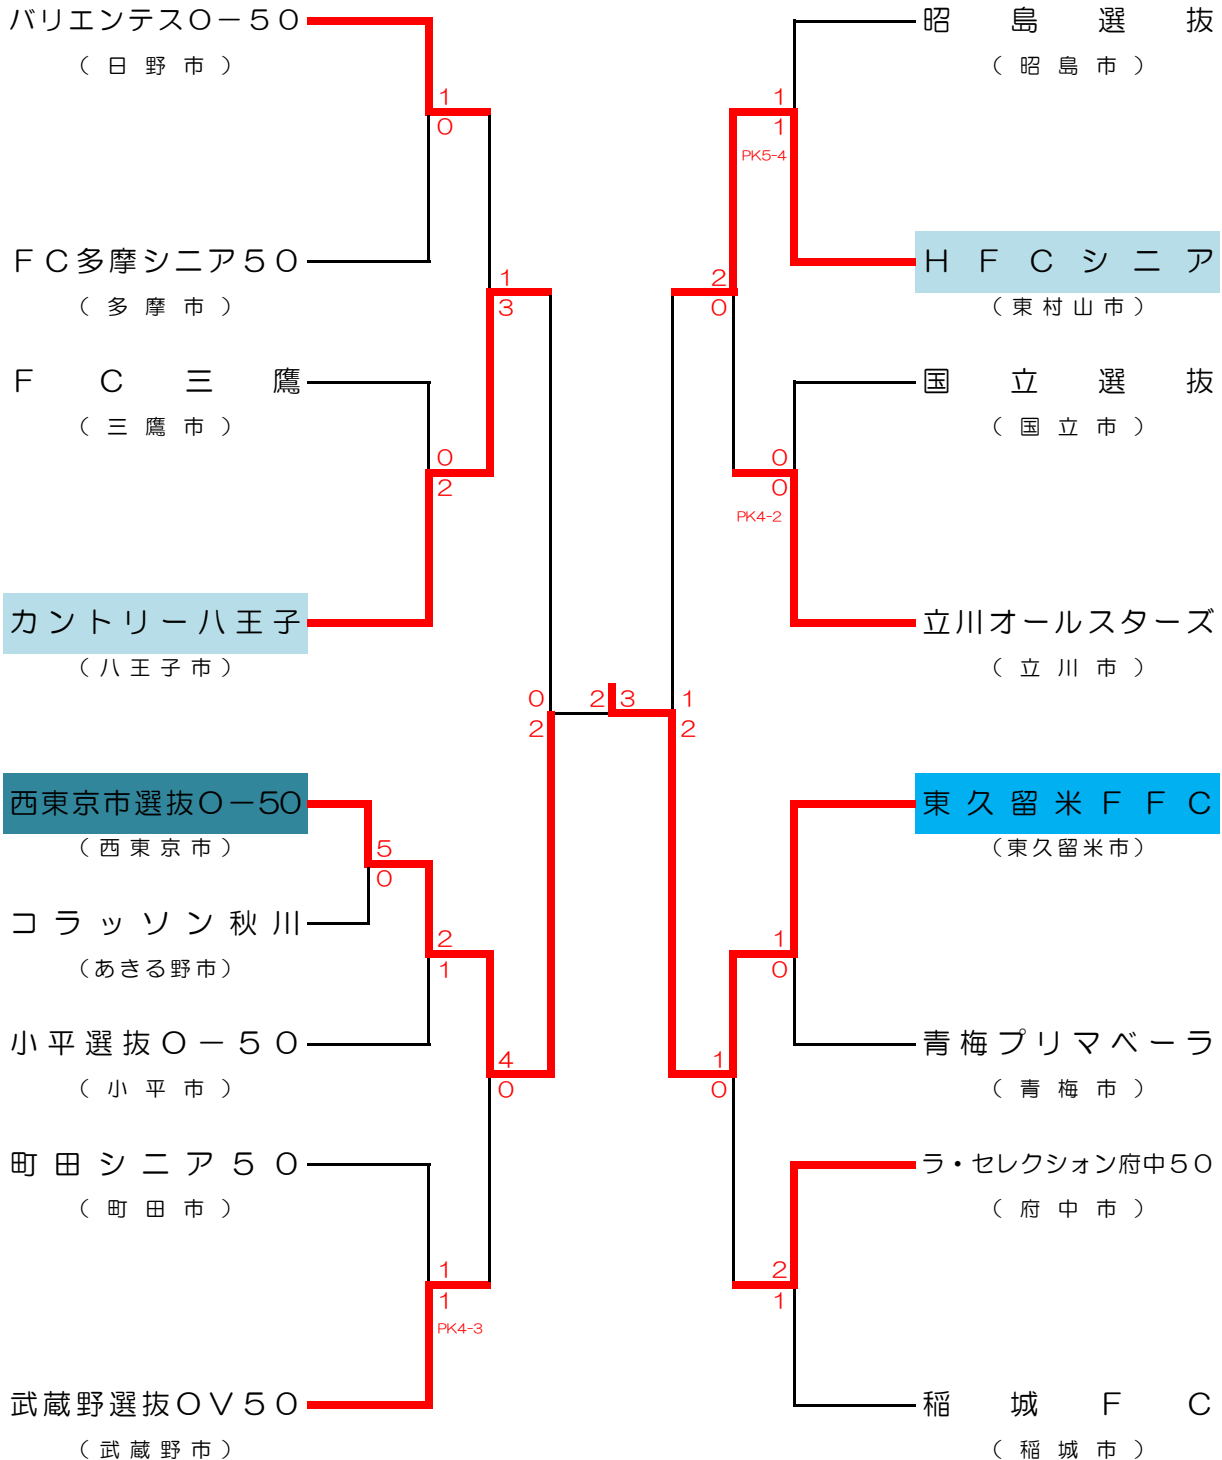 バリエンテスO－50
（日野市）
1
0
FC多摩シニア50
（多摩市）
1
3
FC三鷹
（三鷹市）
0
2
カントリー八王子
（八王子市）
0
2
西東京市選抜O－50
（西東京市）
5
0
コラッソン秋川
（あきる野市）
2
1
小平選抜O－50
（小平市）
4
0
町田シニア50
（町田市）
1
1
PK4-3
武蔵野選抜OV50
（武蔵野市）
2 3
昭島選抜
（昭島市）
1
1
PK5-4
HFCシニア
（東村山市）
2
0
国立選抜
（国立市）
0
0
PK4-2
立川オールスターズ
（立川市）
1
2
東久留米FFC
（東久留米市）
1
0
青梅プリマベーラ
（青梅市）
1
0
ラ・セレクション府中50
（府中市）
2
1
稲城FC
（稲城市）